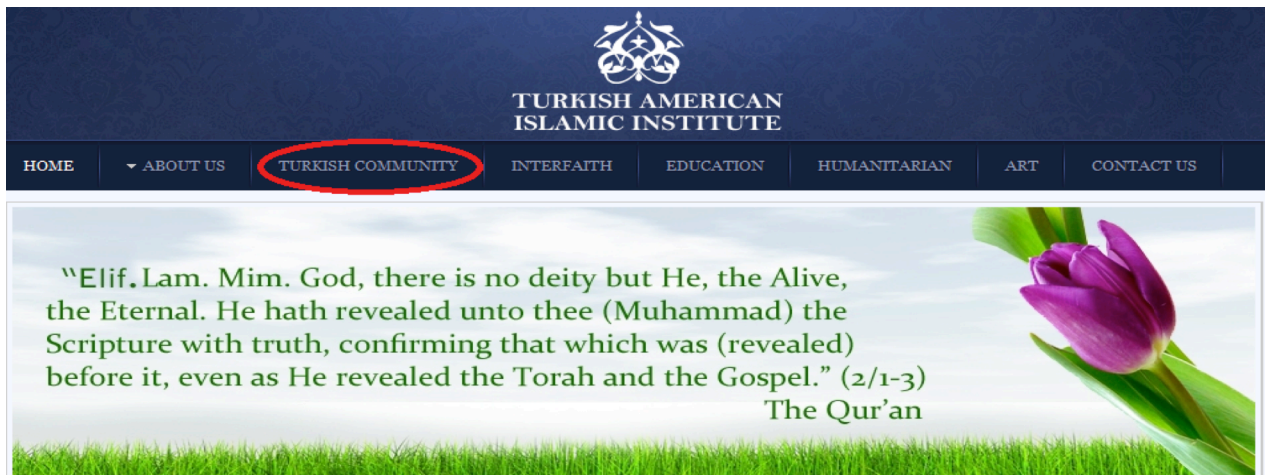 TURKISH AMERICAN
ISLAMIC INSTITUTE
HOME ABOUT US TURKISH COMMUNITY INTERFAITH EDUCATION HUMANITARIAN ART CONTACT US
“Elif. Lam. Mim. God, there is no deity but He, the Alive,
the Eternal. He hath revealed unto thee (Muhammad) the
Scripture with truth, confirming that which was (revealed)
before it, even as He revealed the Torah and the Gospel.” (2/1-3)
The Qur’an